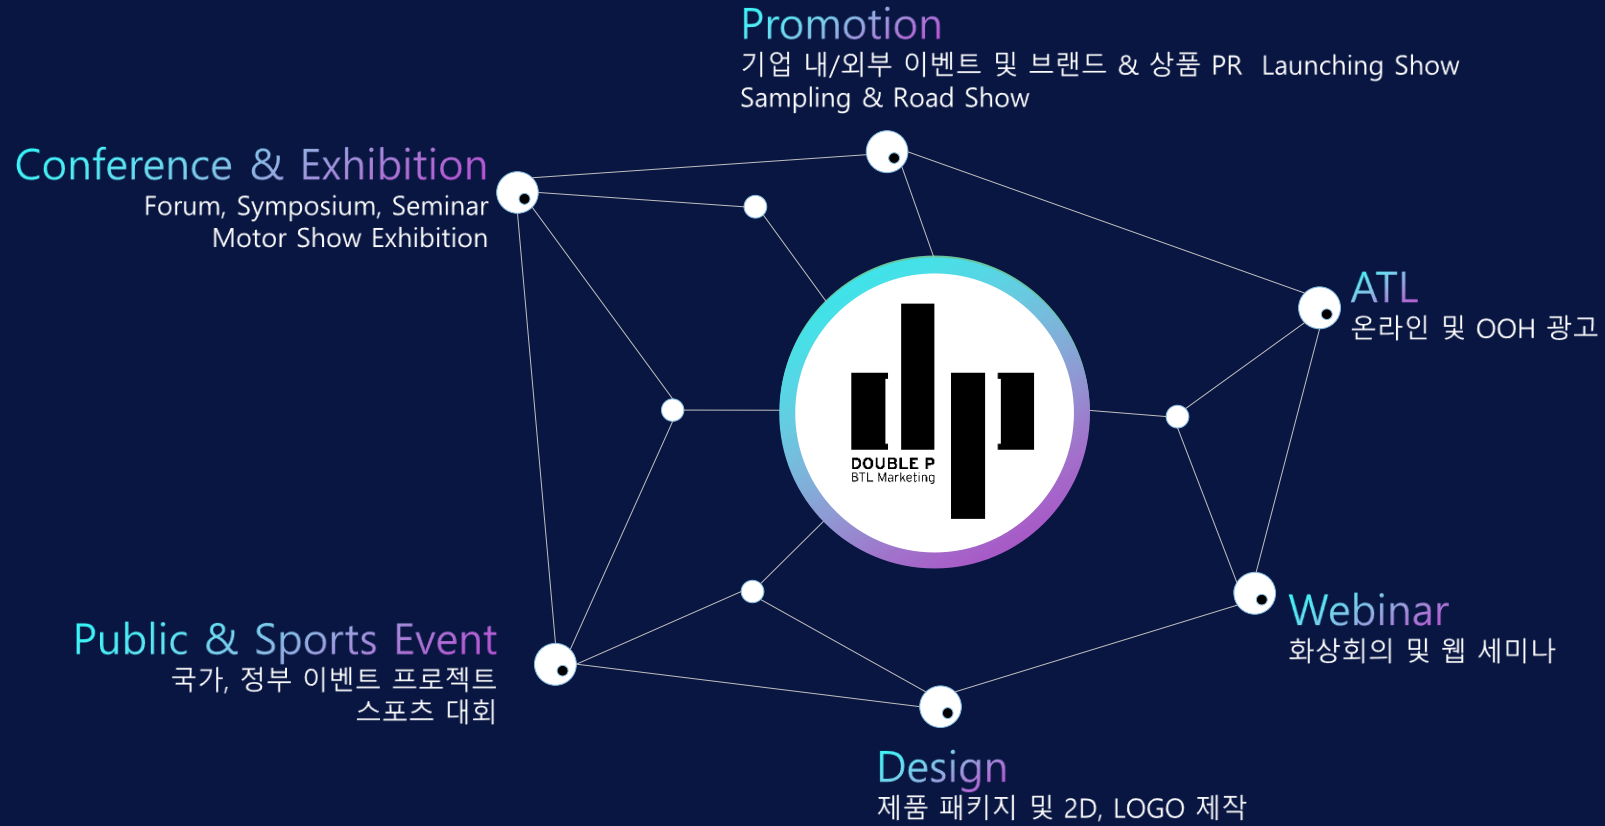 Promotion
기업 내/외부 이벤트 및 브랜드 & 상품 PR Launching Show
Sampling & Road Show
Conference & Exhibition
Forum, Symposium, Seminar
Motor Show Exhibition
ATL
온라인 및 OOH 광고
dp
DOUBLE P
BTL Marketing
Webinar
화상회의 및 웹 세미나
Public & Sports Event
국가, 정부 이벤트 프로젝트
스포츠 대회
Design
제품 패키지 및 2D, LOGO 제작